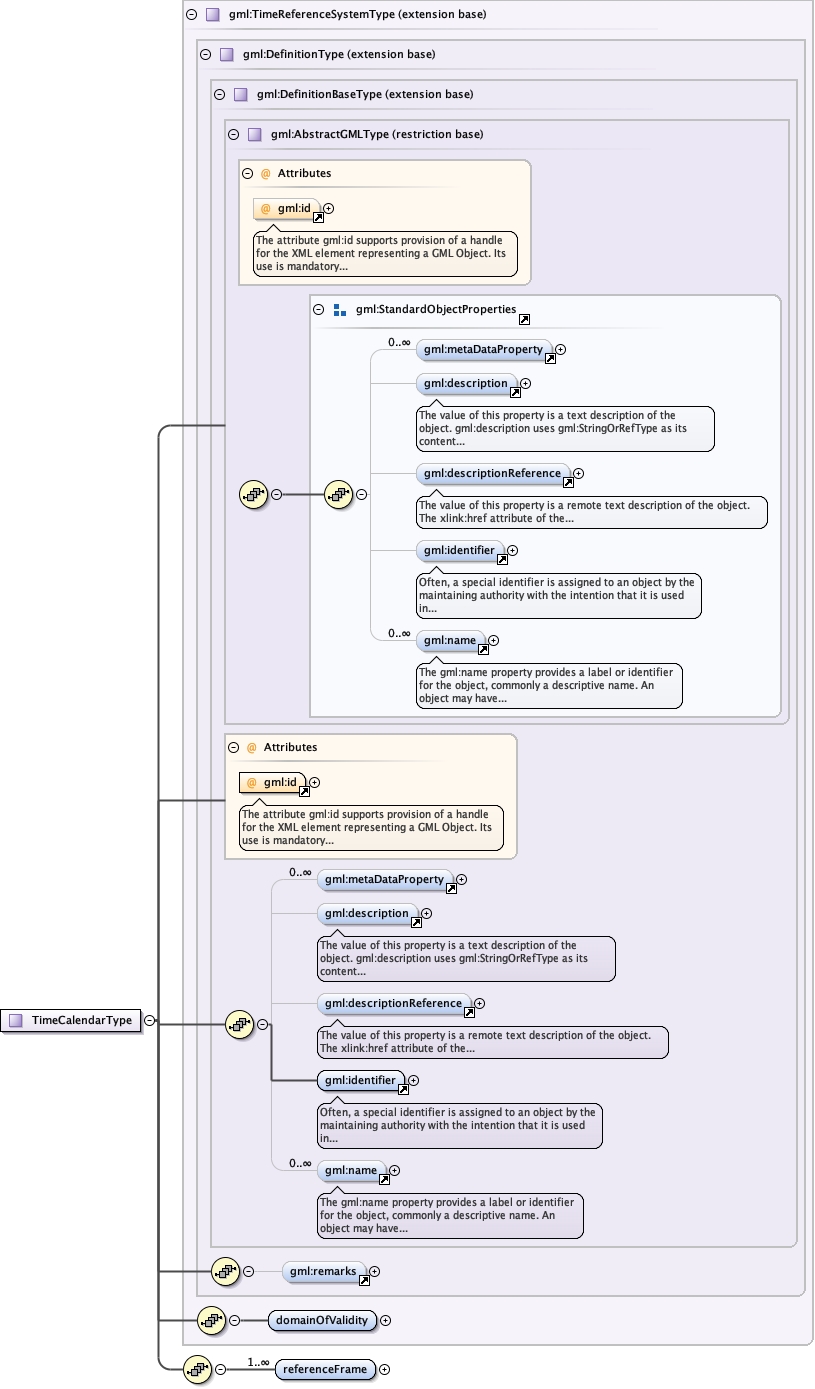 gml:TimeReferenceSystemType (extension base)
gml:DefinitionType (extension base)
gml:DefinitionBaseType (extension base)
gml:AbstractGMLType (restriction base)
@ Attributes
@ gml:id
The attribute gml:id supports provision of a handle
for the XML element representing a GML Object. Its
use is mandatory...
gml:StandardObjectProperties
0..∞
gml:metaDataProperty
gml:description
The value of this property is a text description of the
object. gml:description uses gml:StringOrRefType as its
content...
gml:descriptionReference
The value of this property is a remote text description of the object.
The xlink:href attribute of the...
gml:identifier
Often, a special identifier is assigned to an object by the
maintaining authority with the intention that it is used
in...
0..∞
gml:name
The gml:name property provides a label or identifier
for the object, commonly a descriptive name. An
object may have...
@ Attributes
@ gml:id
The attribute gml:id supports provision of a handle
for the XML element representing a GML Object. Its
use is mandatory...
0..∞
gml:metaDataProperty
gml:description
The value of this property is a text description of the
object. gml:description uses gml:StringOrRefType as its
content...
gml:descriptionReference
The value of this property is a remote text description of the object.
The xlink:href attribute of the...
TimeCalendarType
gml:identifier
Often, a special identifier is assigned to an object by the
maintaining authority with the intention that it is used
in...
0..∞
gml:name
The gml:name property provides a label or identifier
for the object, commonly a descriptive name. An
object may have...
gml:remarks
domainOfValidity
1..∞
referenceFrame